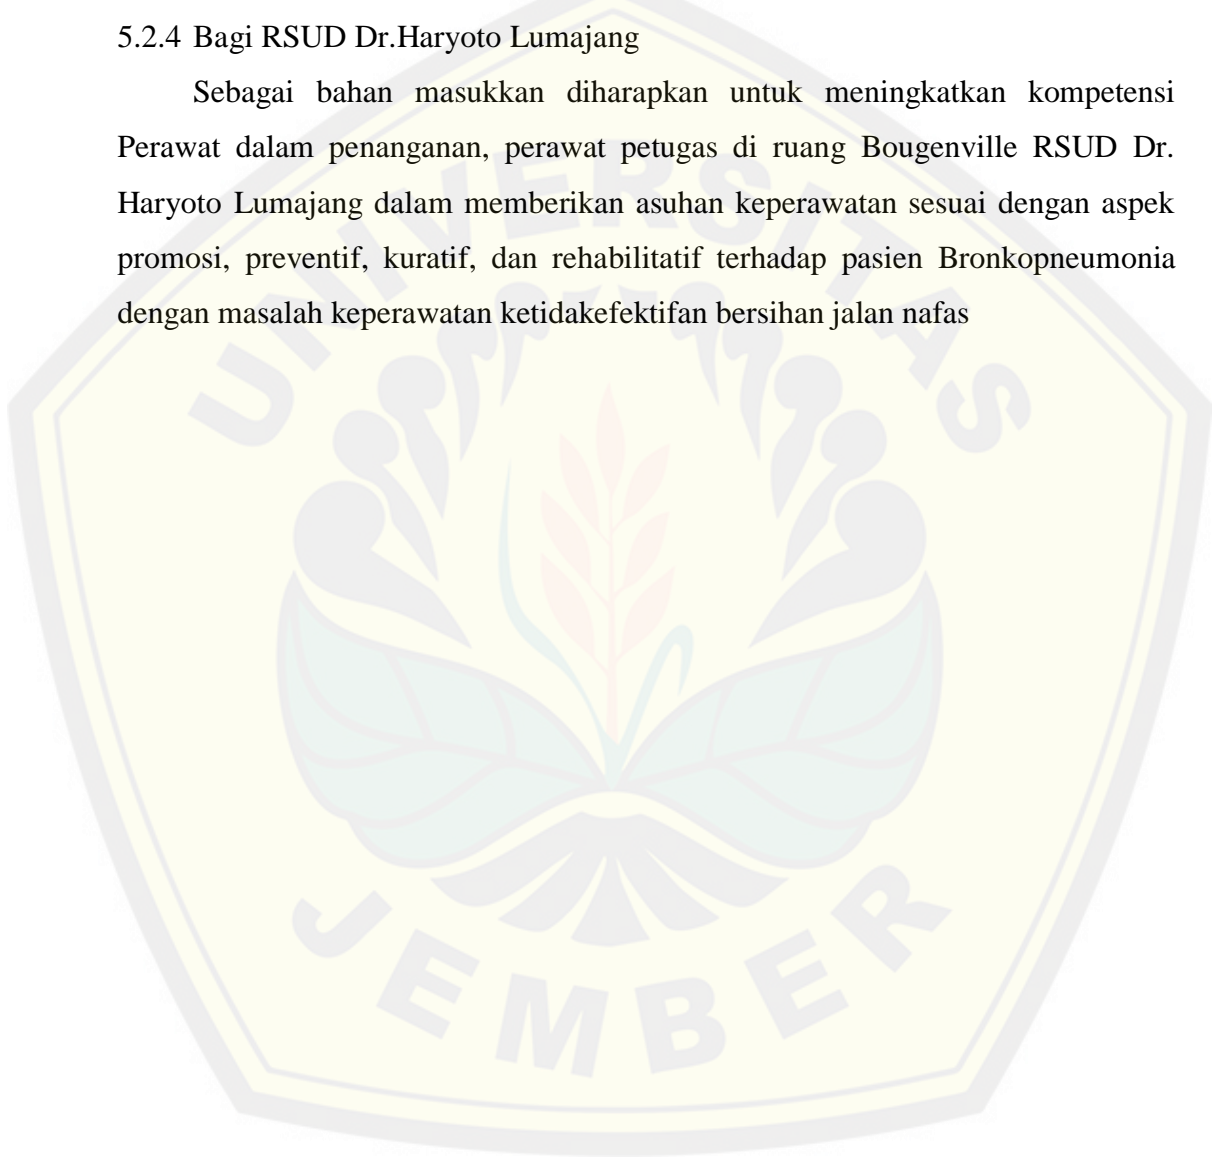 5.2.4 Bagi RSUD Dr.Haryoto Lumajang
Sebagai bahan masukkan diharapkan untuk meningkatkan kompetensi
Perawat dalam penanganan, perawat petugas di ruang Bougenville RSUD Dr.
Haryoto Lumajang dalam memberikan asuhan keperawatan sesuai dengan aspek
promosi, preventif, kuratif, dan rehabilitatif terhadap pasien Bronkopneumonia
dengan masalah keperawatan ketidakefektifan bersihan jalan nafas
UNIVERSITAS
JEMBER